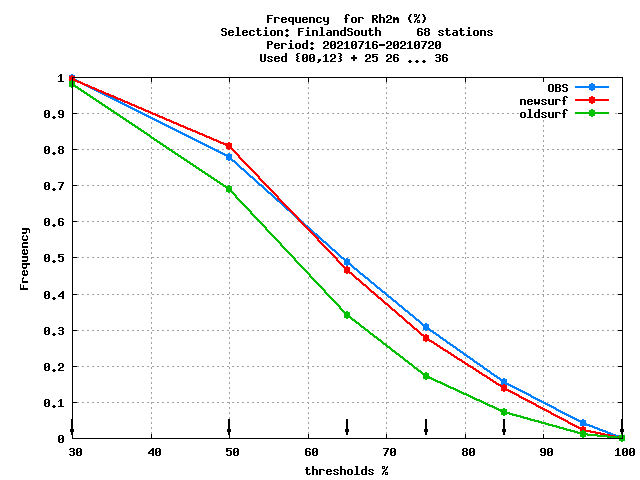 Frequency  for Rh2m (%)
Selection: FinlandSouth     68 stations
Period: 20210716-20210720
Used {00,12} + 25 26 ... 36
OBS
newsurf
oldsurf
1
0.9
0.8
0.7
0.6
0.5
0.4
0.3
0.2
0.1
0
Frequency
30 40 50 60 70 80 90 100
thresholds %